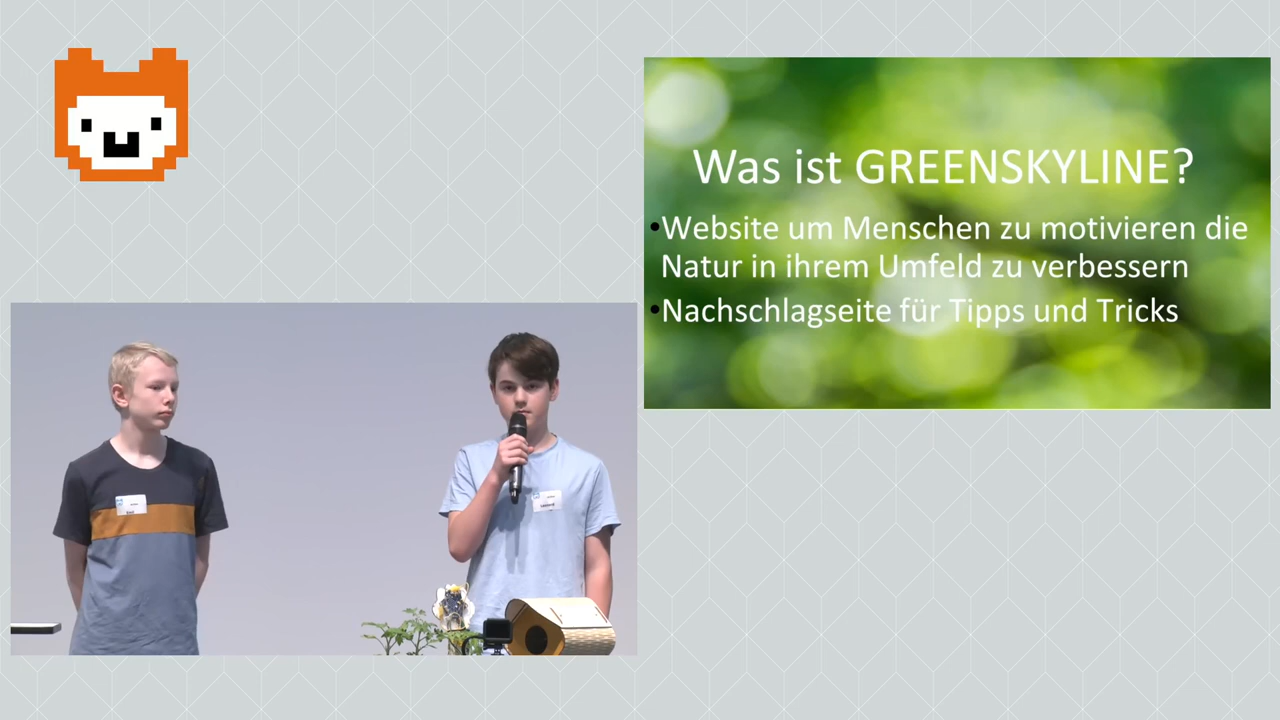 Was ist GREENSKYLINE?
•Website um Menschen zu motivieren die
Natur in ihrem Umfeld zu verbessern
•Nachschlagseite für Tipps und Tricks